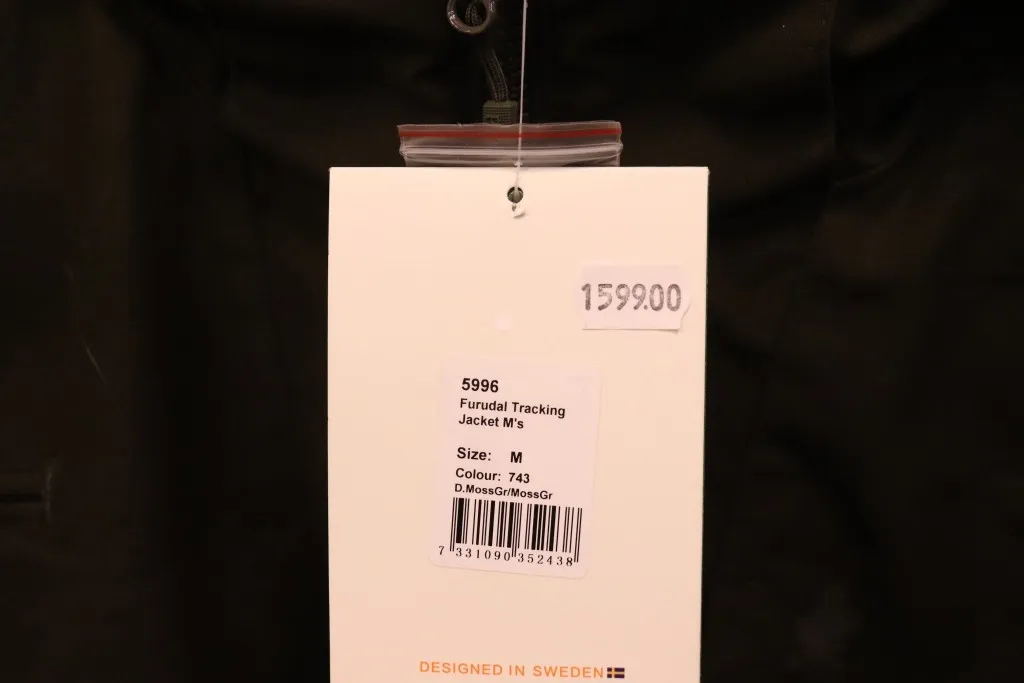 1599.00
5996
Furudal Tracking
Jacket M's
Size: M
Colour: 743
D.MossGr/MossGr
7 331090 352438
DESIGNED IN SWEDEN